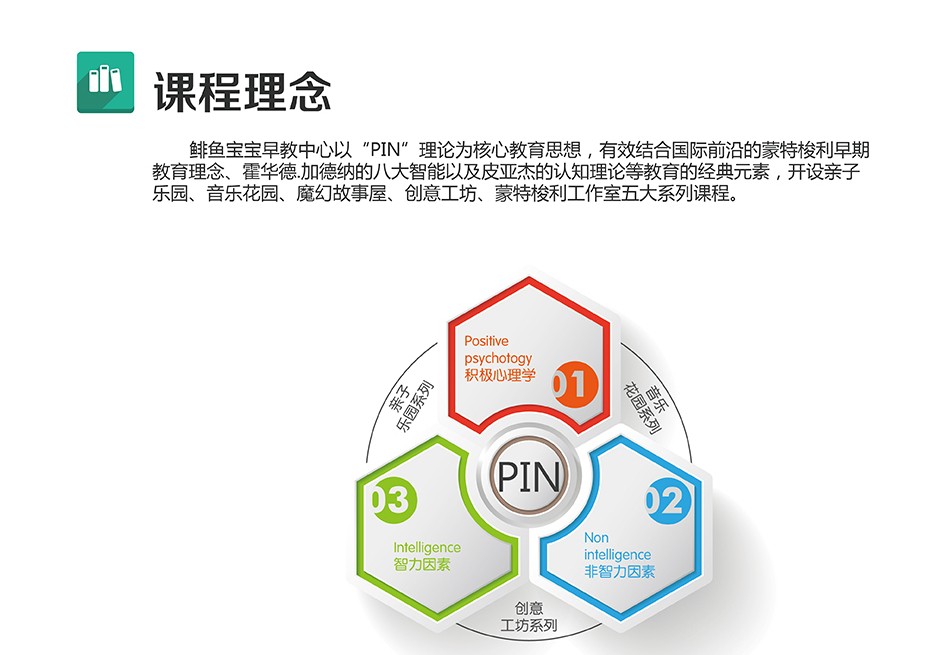 课程理念
鲱鱼宝宝早教中心以“PIN”理论为核心教育思想，有效结合国际前沿的蒙特梭利早期
教育理念、霍华德.加德纳的八大智能以及皮亚杰的认知理论等教育的经典元素，开设亲子
乐园、音乐花园、魔幻故事屋、创意工坊、蒙特梭利工作室五大系列课程。
Positive
psychotogy
积极心理学
01
亲子
乐园系列
音乐
花园系列
PIN
03
Intelligence
智力因素
02
Non
intelligence
非智力因素
创意
工坊系列